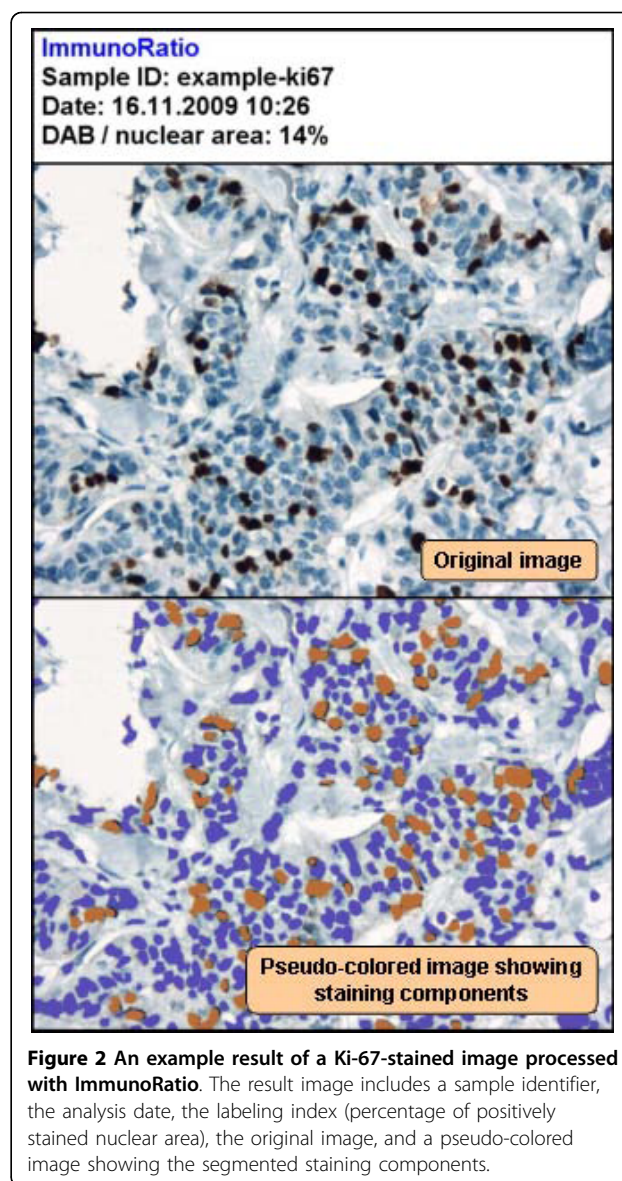 ImmunoRatio
Sample ID: example-ki67
Date: 16.11.2009 10:26
DAB / nuclear area: 14%
Original image
Pseudo-colored image showing
staining components
Figure 2 An example result of a Ki-67-stained image processed
with ImmunoRatio. The result image includes a sample identifier,
the analysis date, the labeling index (percentage of positively
stained nuclear area), the original image, and a pseudo-colored
image showing the segmented staining components.